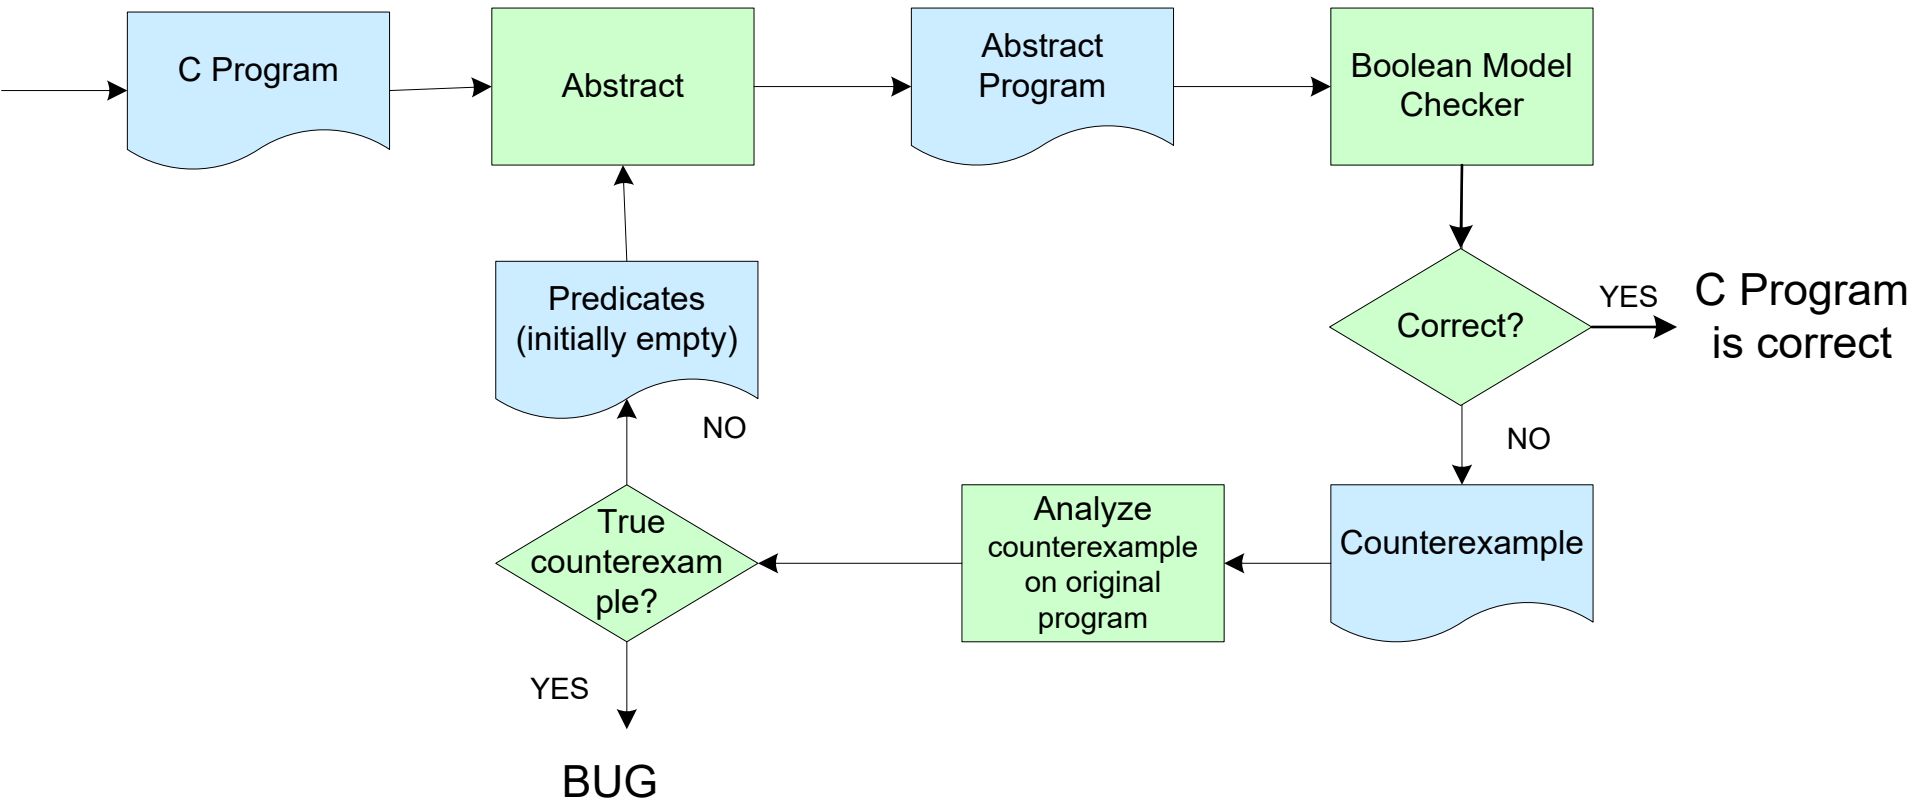 C Program
Abstract
Abstract
Program
Boolean Model
Checker
Predicates
(initially empty)
Correct?
YES
C Program
is correct
NO
NO
True
counterexam
ple?
Analyze
counterexample
on original
program
Counterexample
YES
BUG